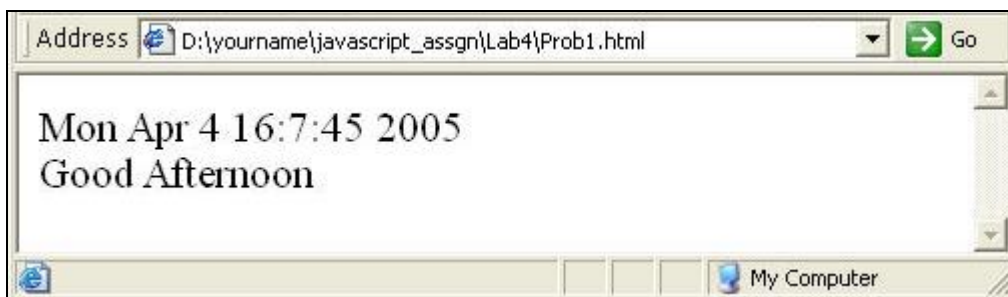 Address D:\yourname\javascript_assgn\Lab4\Prob1.html Go
Mon Apr 4 16:7:45 2005
Good Afternoon
My Computer